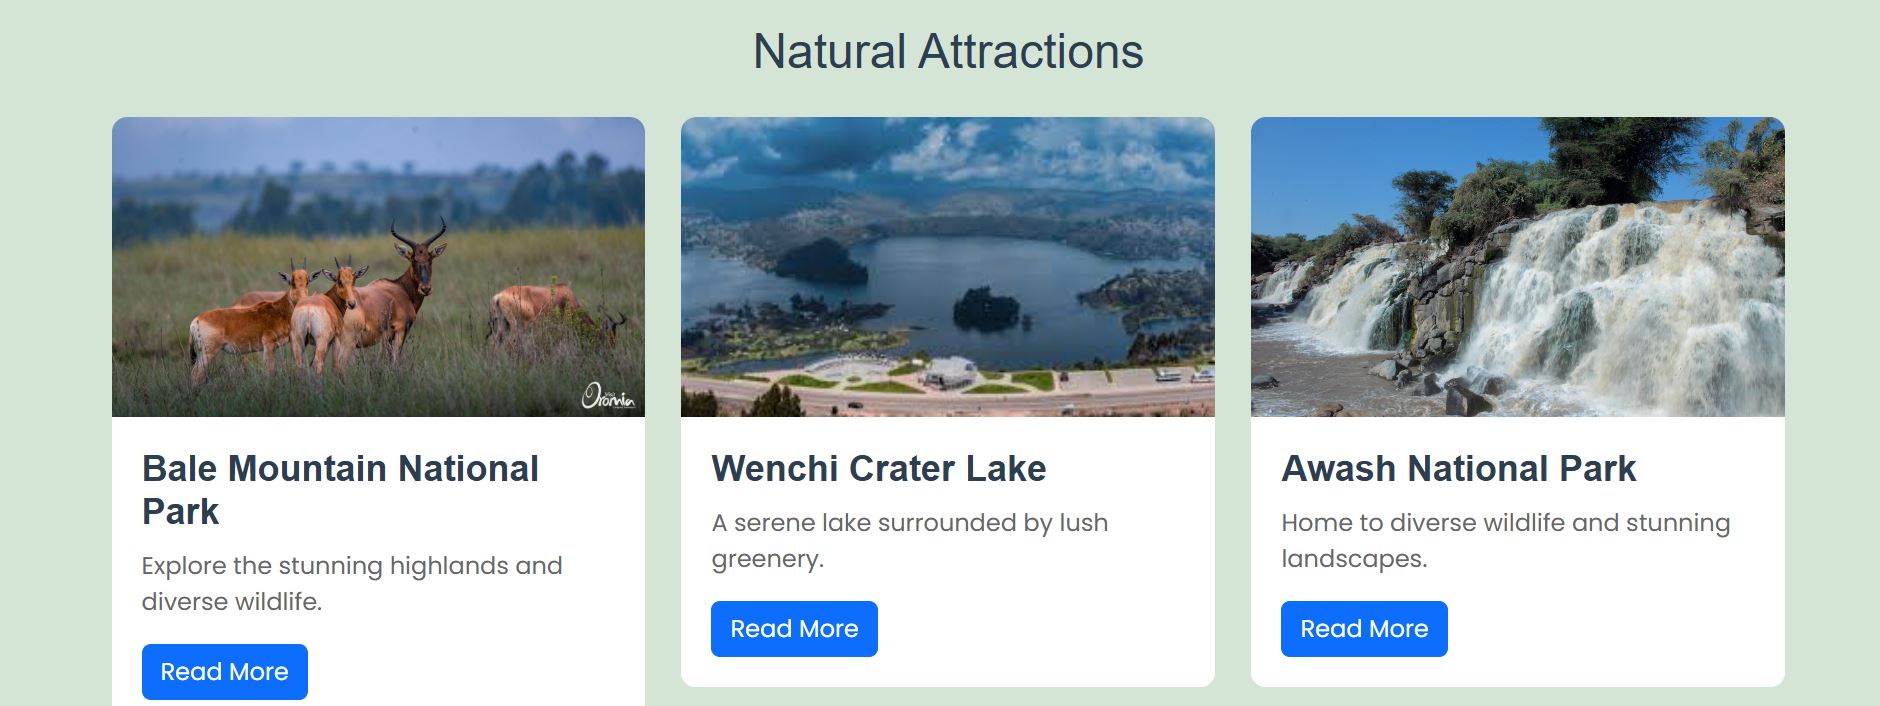 Natural Attractions
Visit
Oromia
Bale Mountain National
Park
Explore the stunning highlands and
diverse wildlife.
Read More
Wenchi Crater Lake
A serene lake surrounded by lush
greenery.
Read More
Awash National Park
Home to diverse wildlife and stunning
landscapes.
Read More